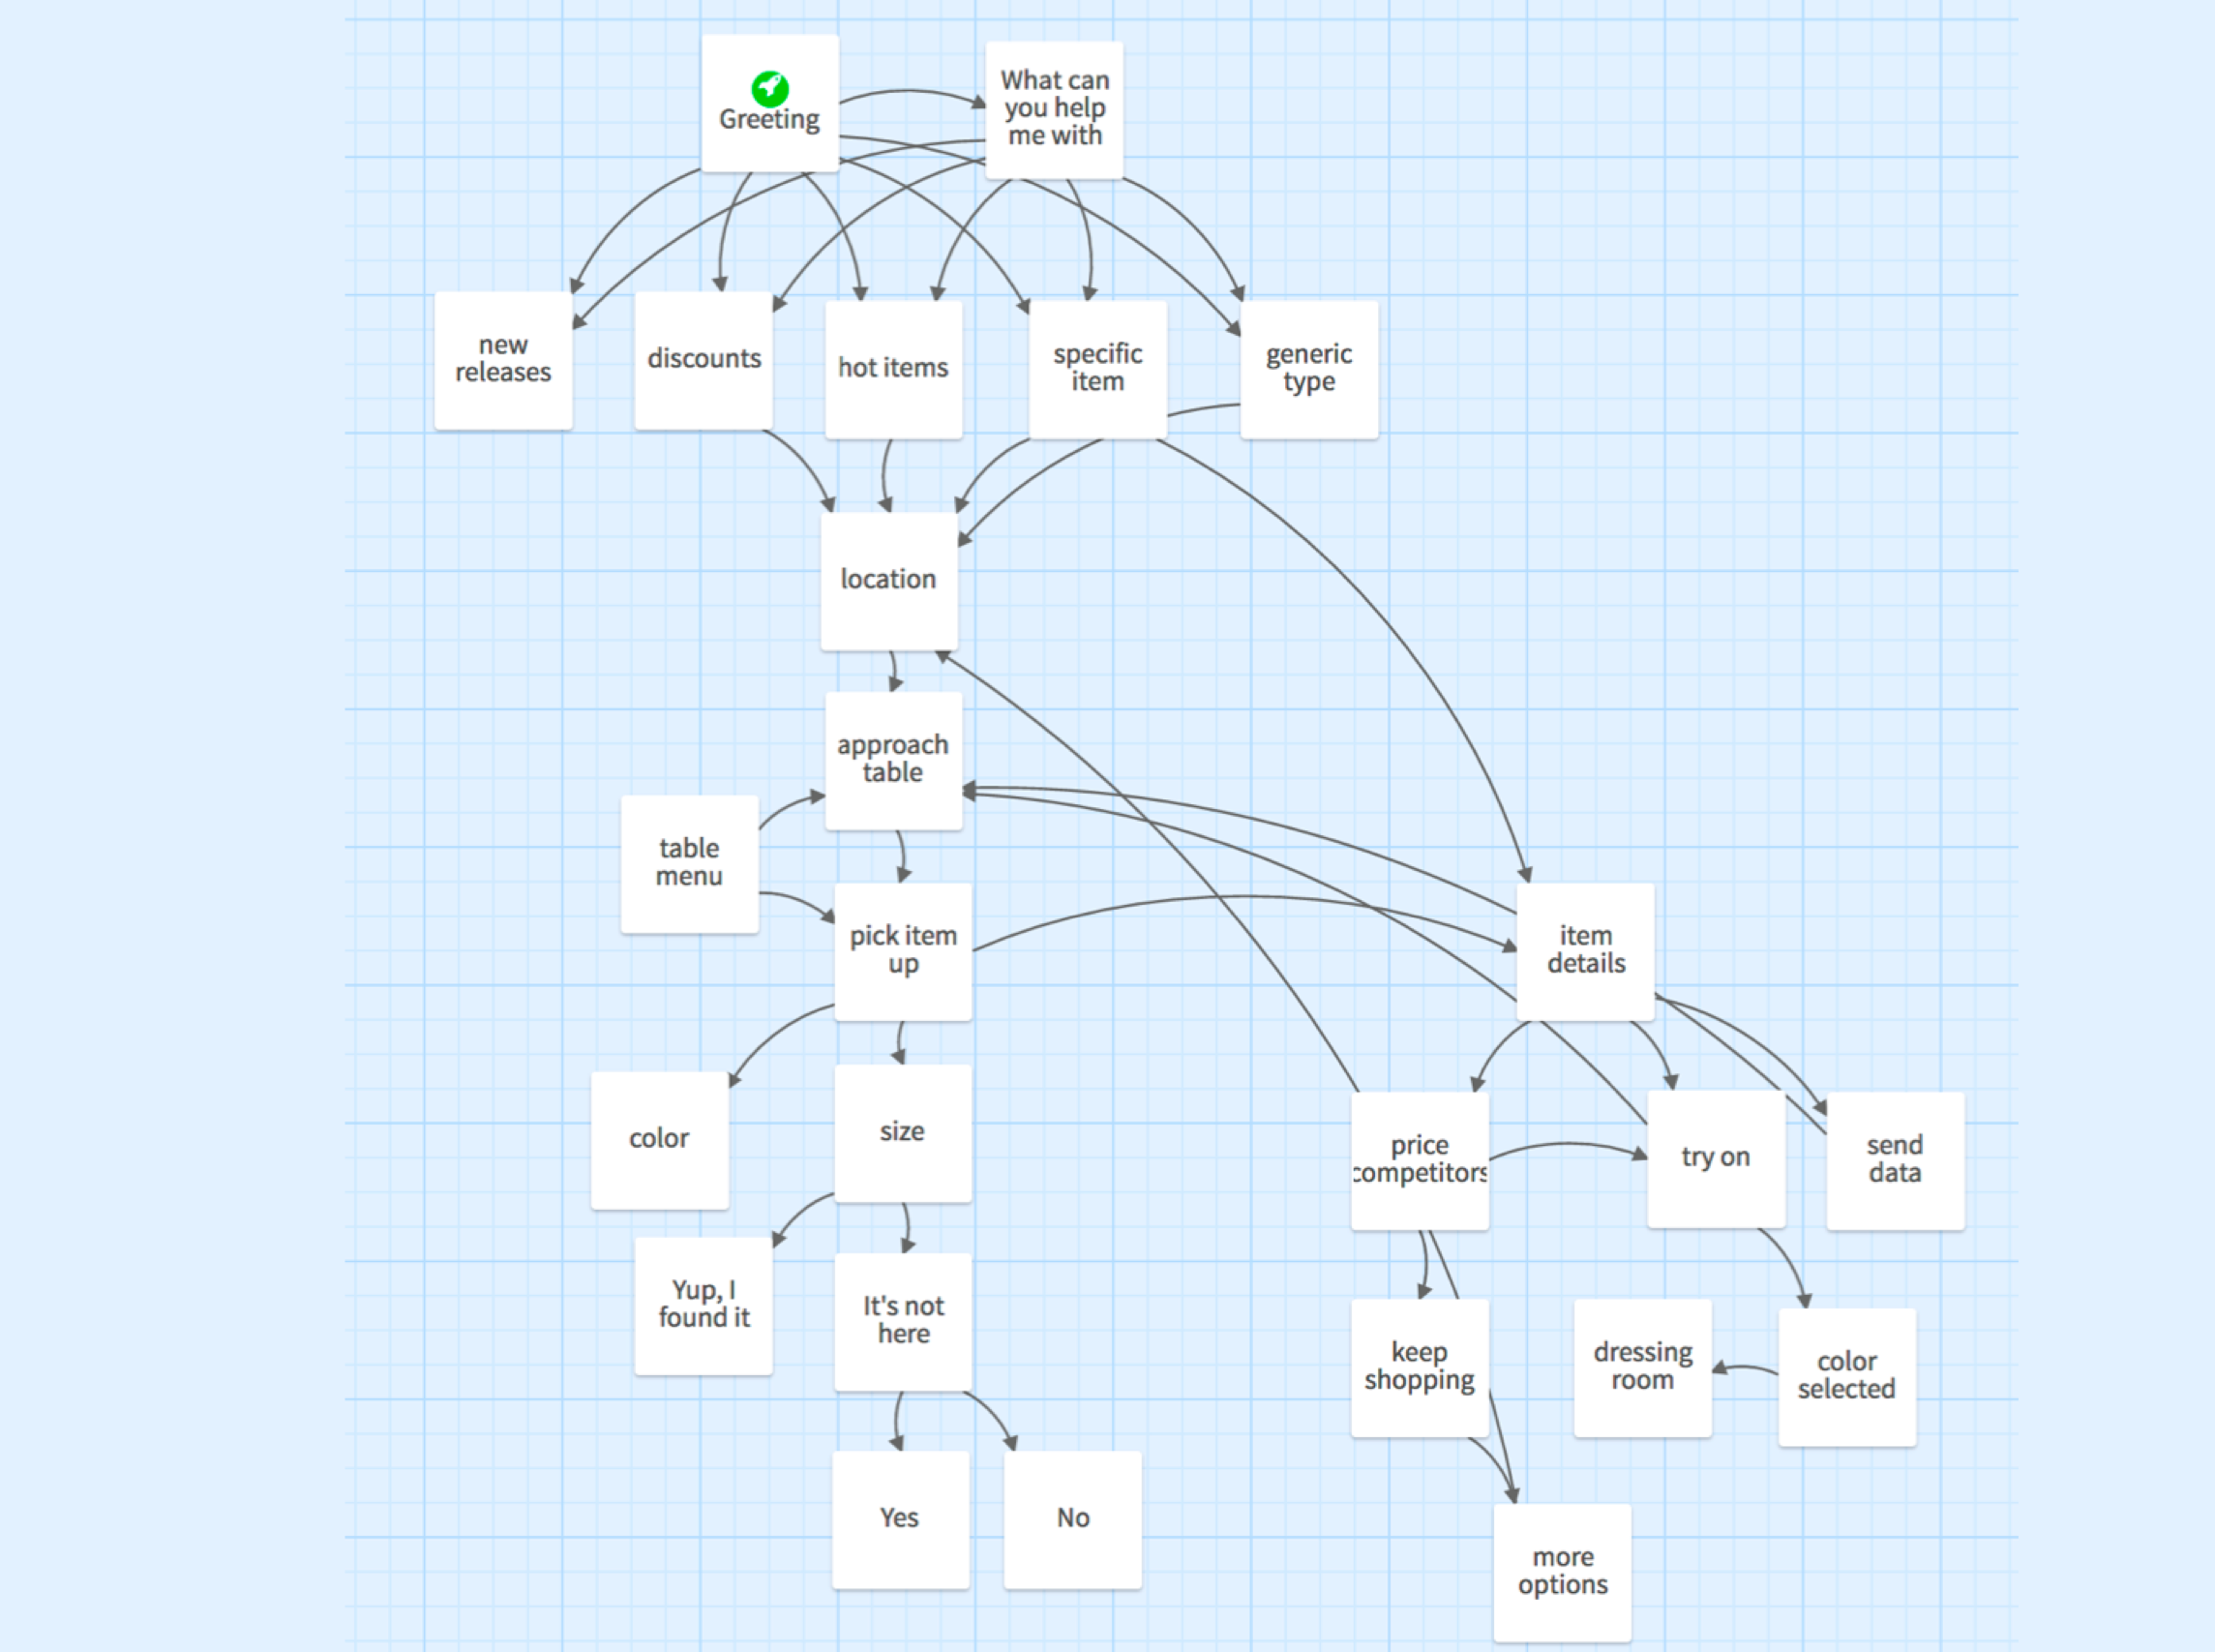 Greeting
What can
you help
me with
new
releases
discounts
hot items
specific
item
generic
type
location
approach
table
table
menu
pick item
up
item
details
color
size
price
competitors
try on
send
data
Yup, I
found it
It's not
here
keep
shopping
dressing
room
color
selected
Yes
No
more
options